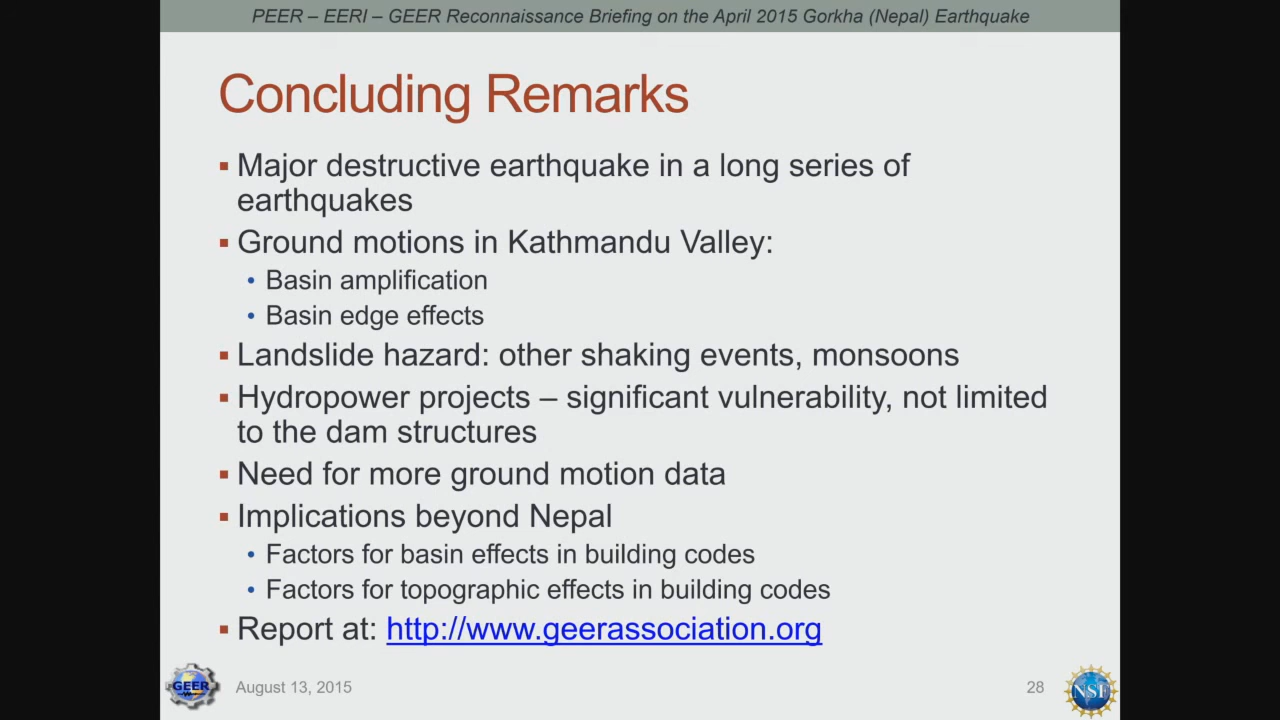 PEER – EERI – GEER Reconnaissance Briefing on the April 2015 Gorkha (Nepal) Earthquake
Concluding Remarks
▪ Major destructive earthquake in a long series of
earthquakes
▪ Ground motions in Kathmandu Valley:
• Basin amplification
• Basin edge effects
▪ Landslide hazard: other shaking events, monsoons
▪ Hydropower projects – significant vulnerability, not limited
to the dam structures
▪ Need for more ground motion data
▪ Implications beyond Nepal
• Factors for basin effects in building codes
• Factors for topographic effects in building codes
▪ Report at: http://www.geerassociation.org
GEER
August 13, 2015
28
NSF